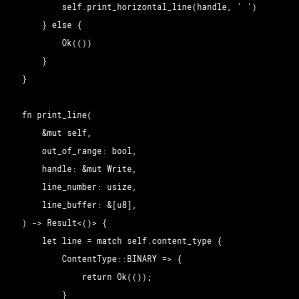 self.print_horizontal_line(handle, ' ')
} else {
Ok(())
}
}
fn print_line(
&mut self,
out_of_range: bool,
handle: &mut Write,
line_number: usize,
line_buffer: &[u8],
) -> Result<()> {
let line = match self.content_type {
ContentType::BINARY => {
return Ok(());
}